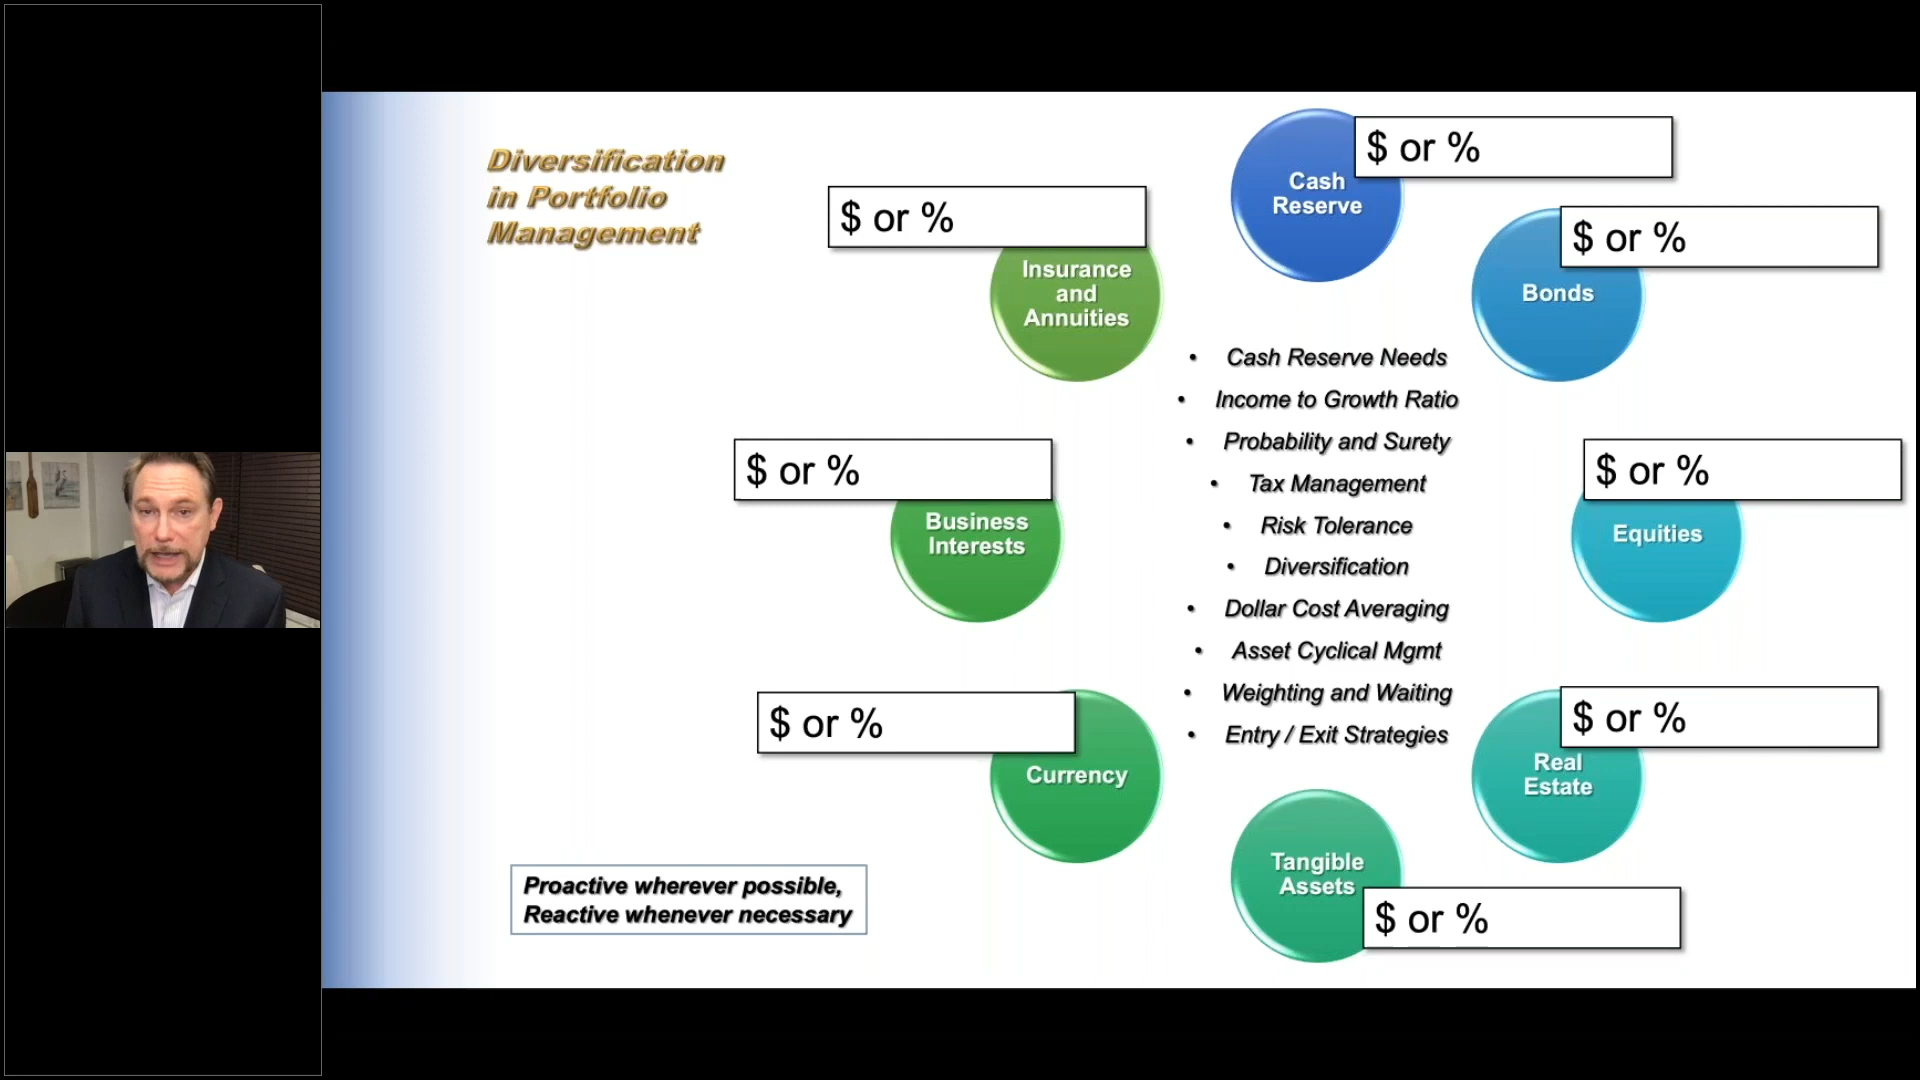 Diversification
in Portfolio
Management
$ or %
Cash
Reserve
$ or %
Bonds
$ or %
Equities
$ or %
Real
Estate
$ or %
Tangible
Assets
$ or %
Currency
$ or %
Business
Interests
$ or %
Insurance
and
Annuities
• Cash Reserve Needs
• Income to Growth Ratio
• Probability and Surety
• Tax Management
• Risk Tolerance
• Diversification
• Dollar Cost Averaging
• Asset Cyclical Mgmt
• Weighting and Waiting
• Entry / Exit Strategies
Proactive wherever possible,
Reactive whenever necessary